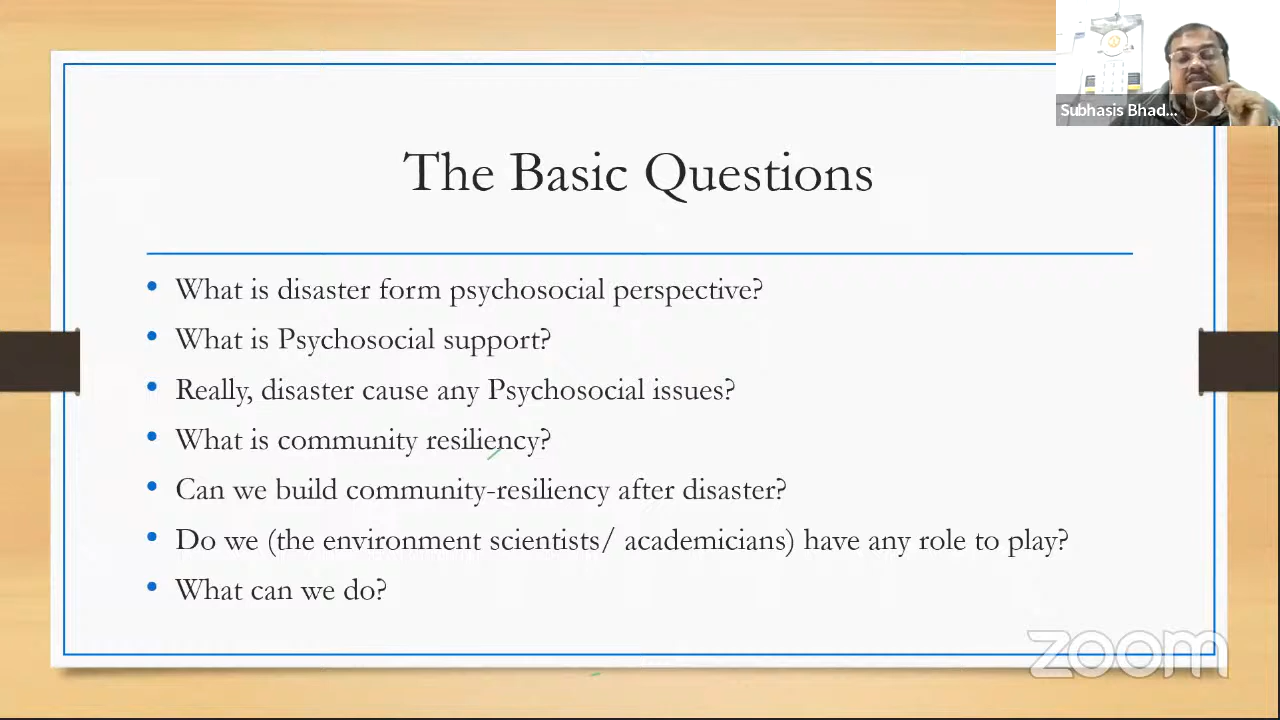 Subhasis Bhad...
The Basic Questions
• What is disaster form psychosocial perspective?
• What is Psychosocial support?
• Really, disaster cause any Psychosocial issues?
• What is community resiliency?
• Can we build community-resiliency after disaster?
• Do we (the environment scientists/ academicians) have any role to play?
• What can we do?
zoom